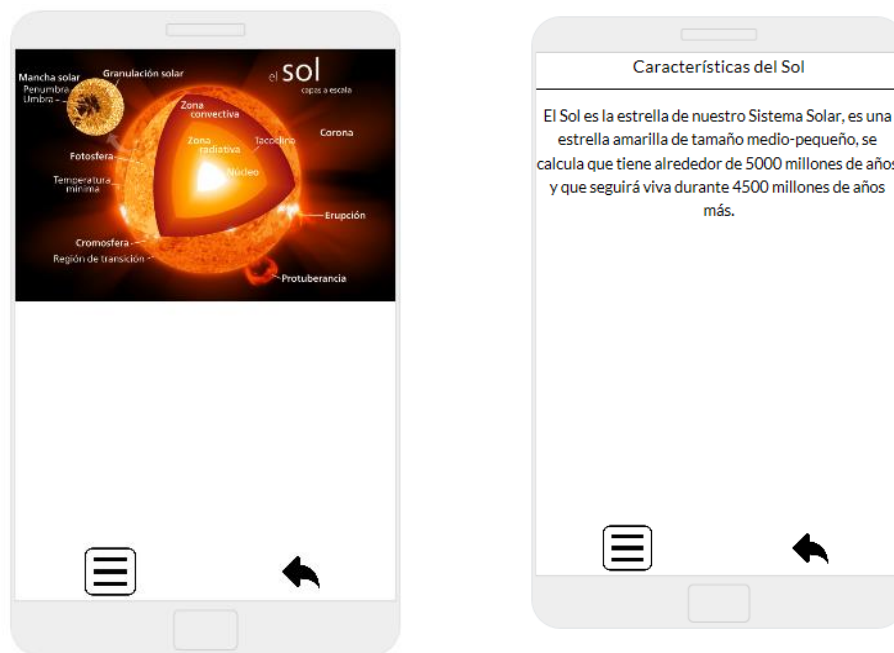 el sol
capas a escala
Mancha solar
Granulación solar
Penumbra
Umbra
Zona
convectiva
Corona
Zona
radiativa
Tacoclina
Fotosfera
Núcleo
Temperatura
mínima
Erupción
Cromosfera
Región de transición
Protuberancia
Características del Sol
El Sol es la estrella de nuestro Sistema Solar, es una
estrella amarilla de tamaño medio-pequeño, se
calcula que tiene alrededor de 5000 millones de años
y que seguirá viva durante 4500 millones de años
más.